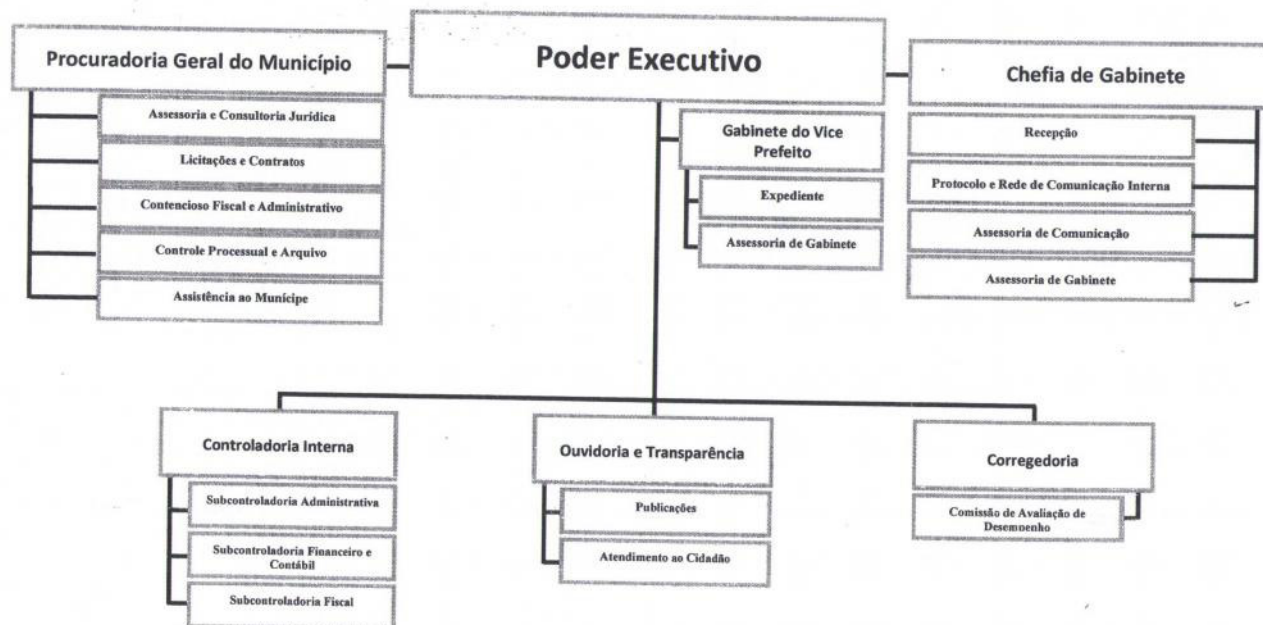 Procuradoria Geral do Município
Assessoria e Consultoria Jurídica
Licitações e Contratos
Contencioso Fiscal e Administrativo
Controle Processual e Arquivo
Assistência ao Munícipe
Poder Executivo
Gabinete do Vice
Prefeito
Expediente
Assessoria de Gabinete
Chefia de Gabinete
Recepção
Protocolo e Rede de Comunicação Interna
Assessoria de Comunicação
Assessoria de Gabinete
Controladoria Interna
Subcontroladoria Administrativa
Subcontroladoria Financeiro e
Contábil
Subcontroladoria Fiscal
Ouvidoria e Transparência
Publicações
Atendimento ao Cidadão
Corregedoria
Comissão de Avaliação de
Desempenho